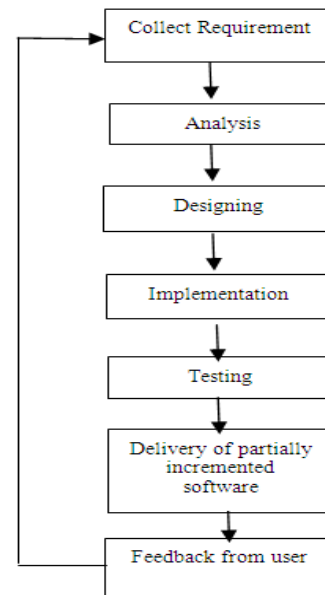 Collect Requirement
Analysis
Designing
Implementation
Testing
Delivery of partially
incremented
software
Feedback from user